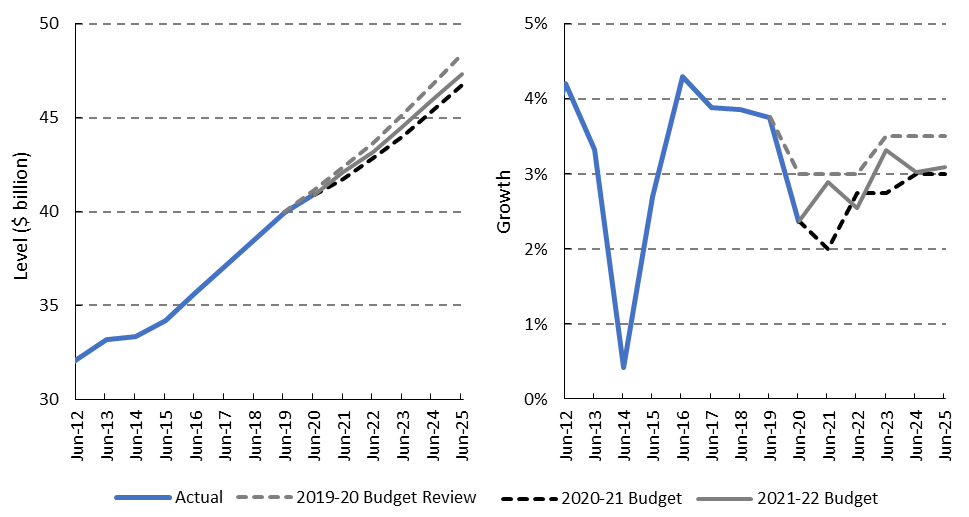 50
45
40
35
30
Level ($ billion)
Jun-12
Jun-13
Jun-14
Jun-15
Jun-16
Jun-17
Jun-18
Jun-19
Jun-20
Jun-21
Jun-22
Jun-23
Jun-24
Jun-25
5%
4%
3%
2%
1%
0%
Growth
Jun-12
Jun-13
Jun-14
Jun-15
Jun-16
Jun-17
Jun-18
Jun-19
Jun-20
Jun-21
Jun-22
Jun-23
Jun-24
Jun-25
Actual 2019-20 Budget Review 2020-21 Budget 2021-22 Budget